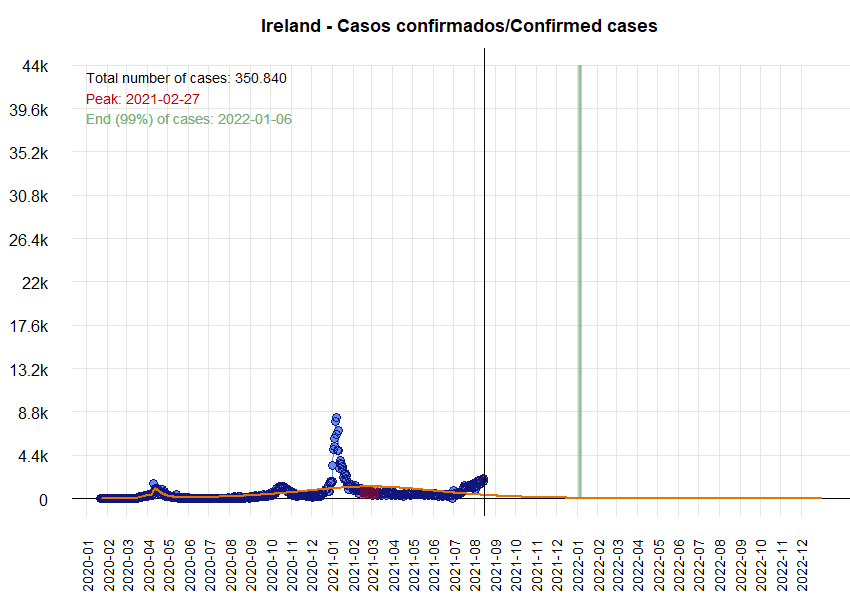 Ireland - Casos confirmados/Confirmed cases
Total number of cases: 350.840
Peak: 2021-02-27
End (99%) of cases: 2022-01-06
44k
39.6k
35.2k
30.8k
26.4k
22k
17.6k
13.2k
8.8k
4.4k
0
2020-01
2020-02
2020-03
2020-04
2020-05
2020-06
2020-07
2020-08
2020-09
2020-10
2020-11
2020-12
2021-01
2021-02
2021-03
2021-04
2021-05
2021-06
2021-07
2021-08
2021-09
2021-10
2021-11
2021-12
2022-01
2022-02
2022-03
2022-04
2022-05
2022-06
2022-07
2022-08
2022-09
2022-10
2022-11
2022-12